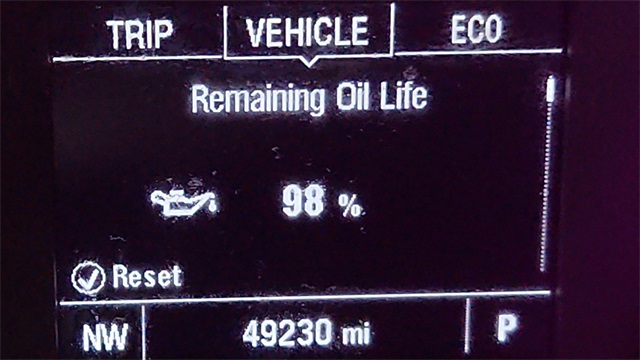 TRIP VEHICLE ECO
Remaining Oil Life
98 %
Reset
NW 49230 mi P